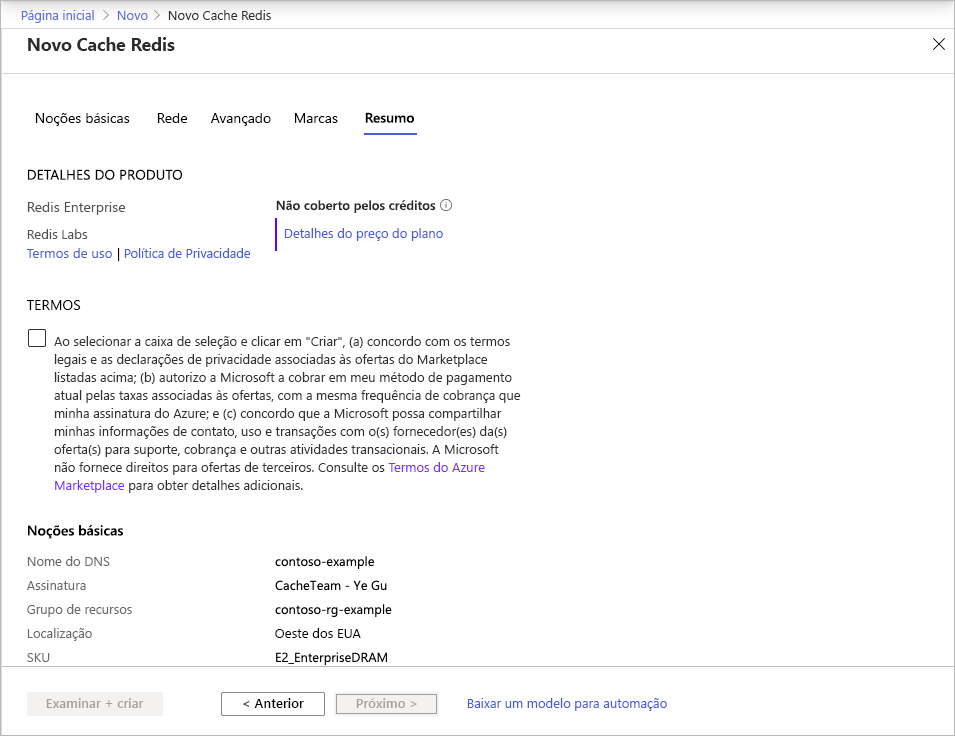 Página inicial > Novo > Novo Cache Redis
Novo Cache Redis
Noções básicas Rede Avançado Marcas Resumo
DETALHES DO PRODUTO
Redis Enterprise
Redis Labs
Termos de uso | Política de Privacidade
Não coberto pelos créditos
Detalhes do preço do plano
TERMOS
Ao selecionar a caixa de seleção e clicar em "Criar", (a) concordo com os termos
legais e as declarações de privacidade associadas às ofertas do Marketplace
listadas acima; (b) autorizo a Microsoft a cobrar em meu método de pagamento
atual pelas taxas associadas às ofertas, com a mesma frequência de cobrança que
minha assinatura do Azure; e (c) concordo que a Microsoft possa compartilhar
minhas informações de contato, uso e transações com o(s) fornecedor(es) da(s)
oferta(s) para suporte, cobrança e outras atividades transacionais. A Microsoft
não fornece direitos para ofertas de terceiros. Consulte os Termos do Azure
Marketplace para obter detalhes adicionais.
Noções básicas
Nome do DNS contoso-example
Assinatura CacheTeam - Ye Gu
Grupo de recursos contoso-rg-example
Localização Oeste dos EUA
SKU E2_EnterpriseDRAM
Examinar + criar < Anterior Próximo > Baixar um modelo para automação